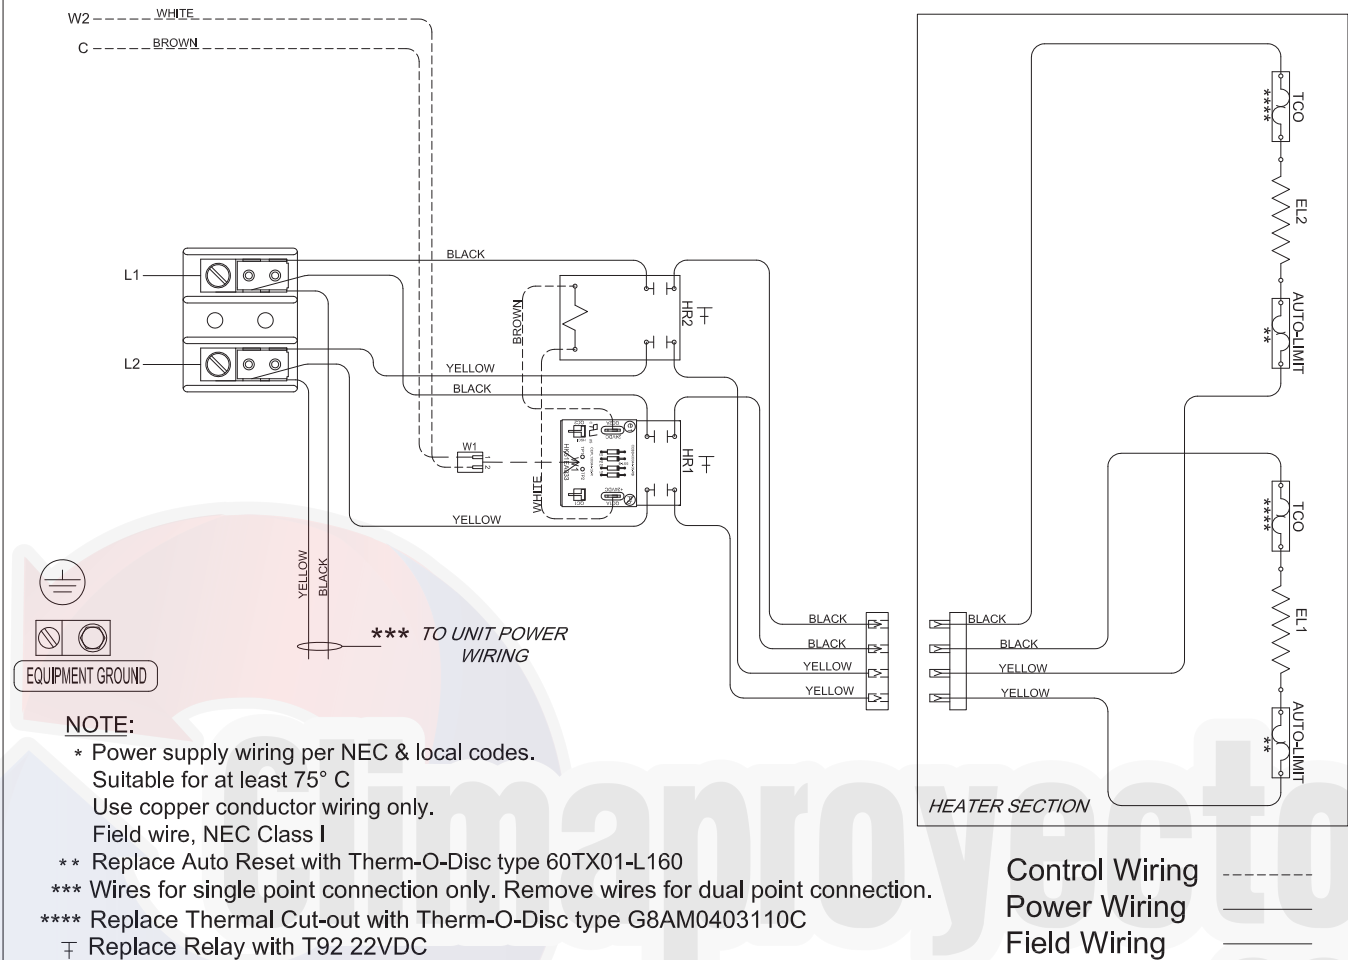 W2
WHITE
C
BROWN
L1
BLACK
L2
YELLOW
BLACK
BROWN
HR2
W1
1
2
HR1
WHITE
YELLOW
YELLOW
BLACK
*** TO UNIT POWER
WIRING
EQUIPMENT GROUND
BLACK
BLACK
YELLOW
YELLOW
BLACK
BLACK
YELLOW
YELLOW
TCO
****
EL2
AUTO-LIMIT
**
TCO
****
EL1
AUTO-LIMIT
**
HEATER SECTION
NOTE:
* Power supply wiring per NEC & local codes.
Suitable for at least 75° C
Use copper conductor wiring only.
Field wire, NEC Class I
** Replace Auto Reset with Therm-O-Disc type 60TX01-L160
*** Wires for single point connection only. Remove wires for dual point connection.
**** Replace Thermal Cut-out with Therm-O-Disc type G8AM0403110C
Replace Relay with T92 22VDC
Control Wiring
Power Wiring
Field Wiring
Climaproyecto